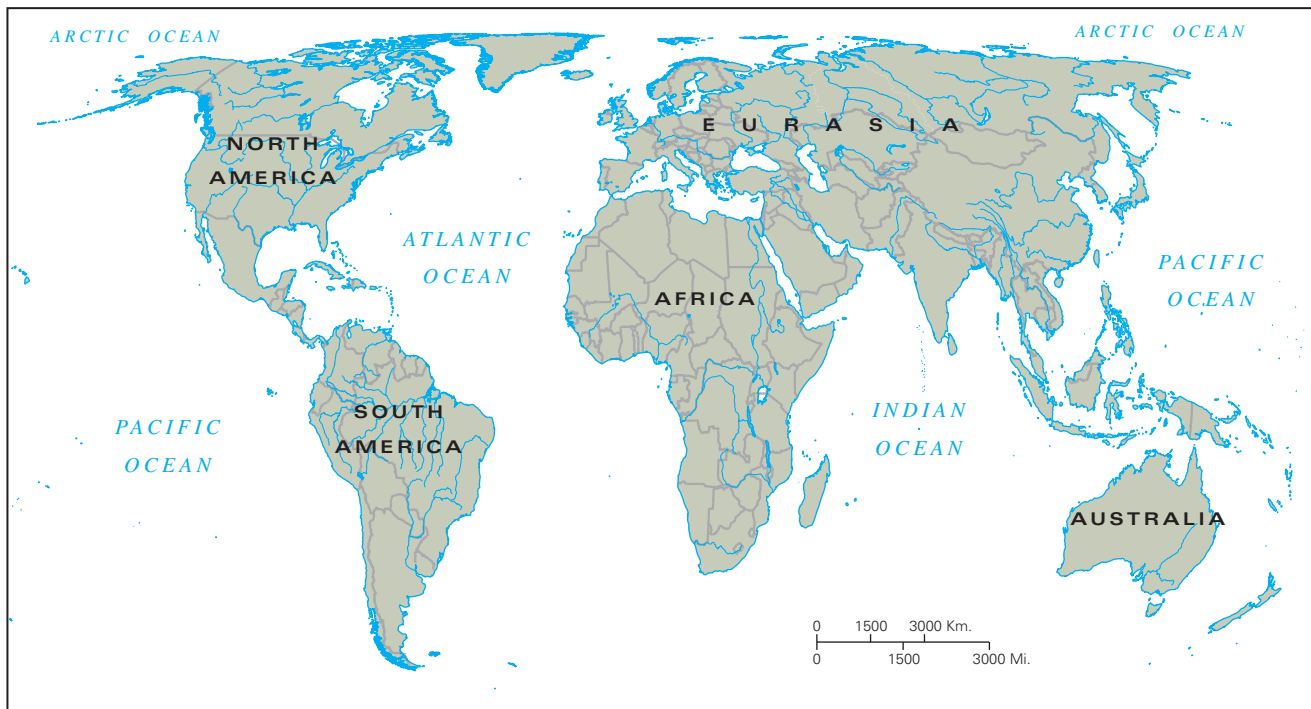 ARCTIC OCEAN
ARCTIC OCEAN
EURASIA
NORTH
AMERICA
ATLANTIC
OCEAN
PACIFIC
OCEAN
AFRICA
SOUTH
AMERICA
PACIFIC
OCEAN
INDIAN
OCEAN
AUSTRALIA
0 1500 3000 Km.
0 1500 3000 Mi.